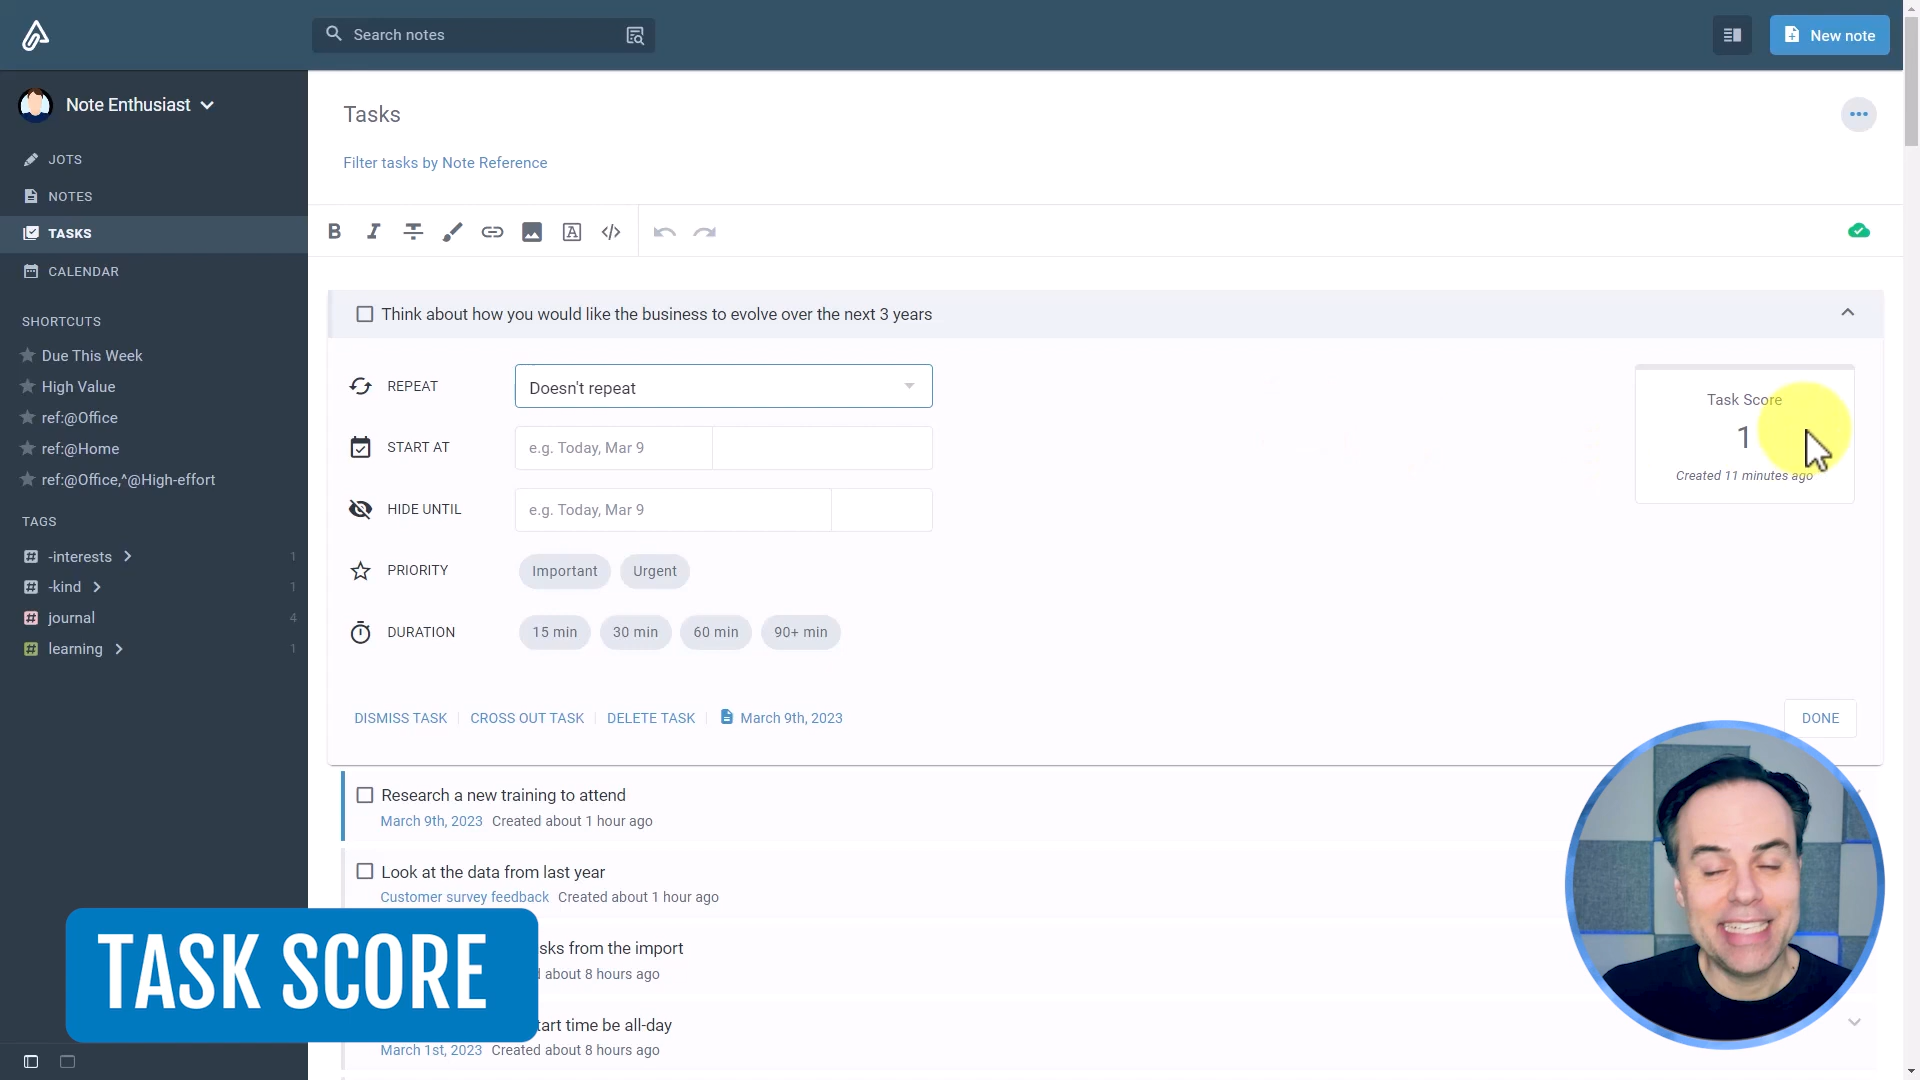 Search notes
New note
Note Enthusiast
JOTS
NOTES
TASKS
CALENDAR
SHORTCUTS
Due This Week
High Value
ref:@Office
ref:@Home
ref:@Office,^@High-effort
TAGS
-interests 1
-kind 1
journal 4
learning 1
Tasks
Filter tasks by Note Reference
Think about how you would like the business to evolve over the next 3 years
REPEAT Doesn't repeat
START AT e.g. Today, Mar 9
HIDE UNTIL e.g. Today, Mar 9
PRIORITY Important Urgent
DURATION 15 min 30 min 60 min 90+ min
Task Score
1
Created 11 minutes ago
DISMISS TASK CROSS OUT TASK DELETE TASK March 9th, 2023 DONE
Research a new training to attend
March 9th, 2023 Created about 1 hour ago
Look at the data from last year
Customer survey feedback Created about 1 hour ago
from the import
about 8 hours ago
time be all-day
March 1st, 2023 Created about 8 hours ago
TASK SCORE